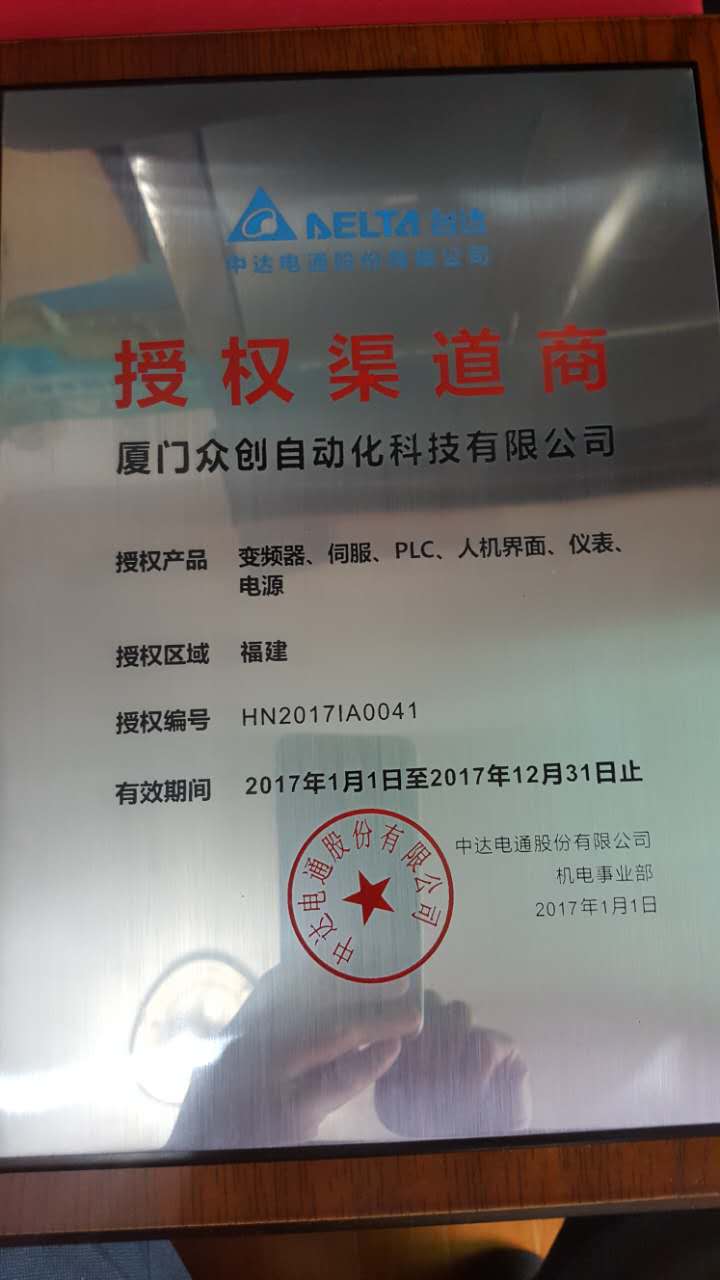 DELTA 台达
中达电通股份有限公司
授权渠道商
厦门众创自动化科技有限公司
授权产品 变频器、伺服、PLC、人机界面、仪表、
电源
授权区域 福建
授权编号 HN2017IA0041
有效期间 2017年1月1日至2017年12月31日止
中达电通股份有限公司
机电事业部
2017年1月1日
中达电通股份有限公司